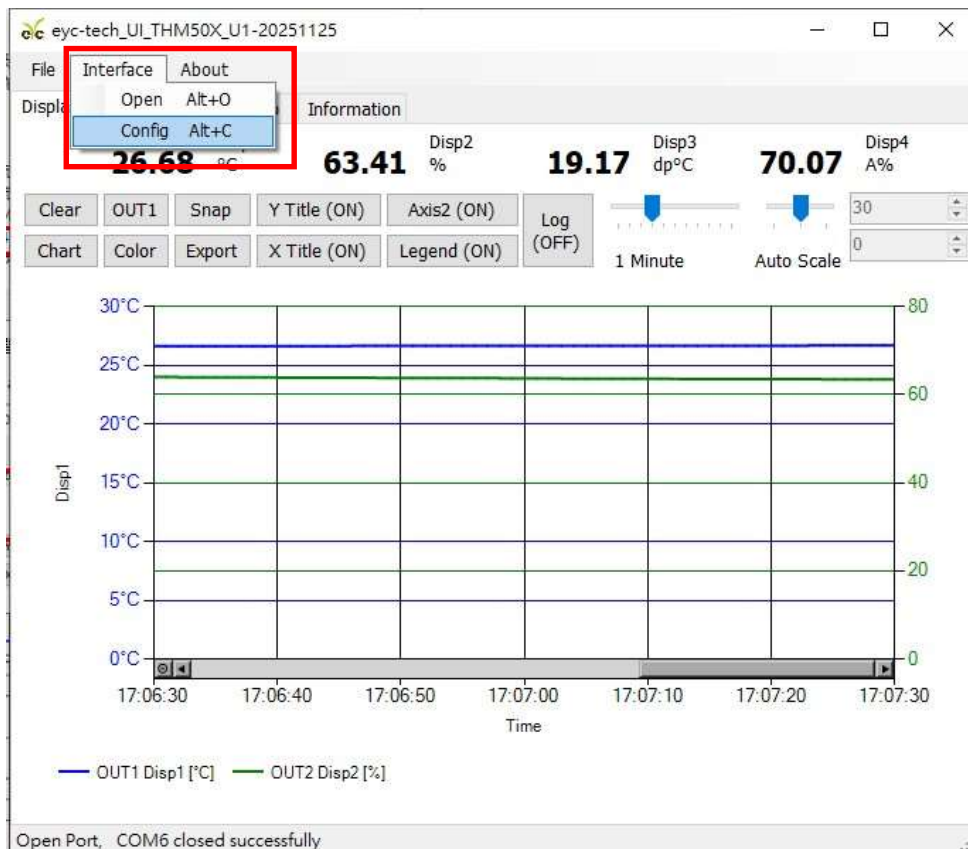 eyc-tech_UI_THM50X_U1-20251125
File Interface About
Open Alt+O
Config Alt+C
Information
26.68 °C
63.41 Disp2 %
19.17 Disp3 dp°C
70.07 Disp4 A%
Clear OUT1 Snap Y Title (ON) Axis2 (ON) Log (OFF) 30
Chart Color Export X Title (ON) Legend (ON) 1 Minute Auto Scale 0
30°C 80
25°C
60
20°C
15°C 40
Disp1
10°C
20
5°C
0°C 0
17:06:30 17:06:40 17:06:50 17:07:00 17:07:10 17:07:20 17:07:30
Time
OUT1 Disp1 [°C] OUT2 Disp2 [%]
Open Port, COM6 closed successfully